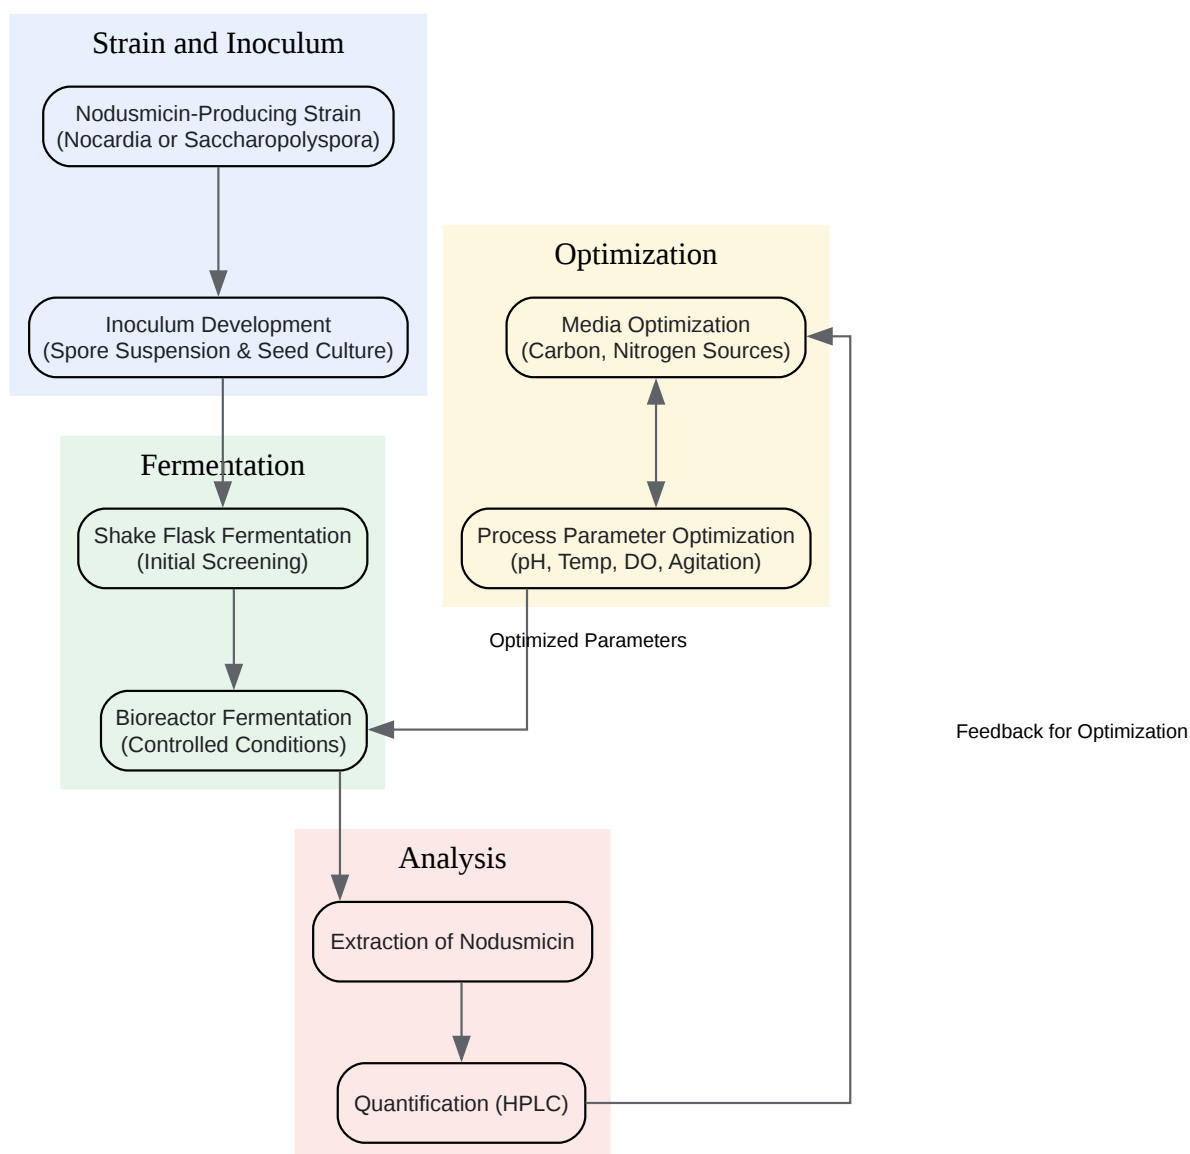 Strain and Inoculum
Nodusmicin-Producing Strain
(Nocardia or Saccharopolyspora)
Inoculum Development
(Spore Suspension & Seed Culture)
Optimization
Media Optimization
(Carbon, Nitrogen Sources)
Process Parameter Optimization
(pH, Temp, DO, Agitation)
Fermentation
Shake Flask Fermentation
(Initial Screening)
Optimized Parameters
Bioreactor Fermentation
(Controlled Conditions)
Feedback for Optimization
Analysis
Extraction of Nodusmicin
Quantification (HPLC)